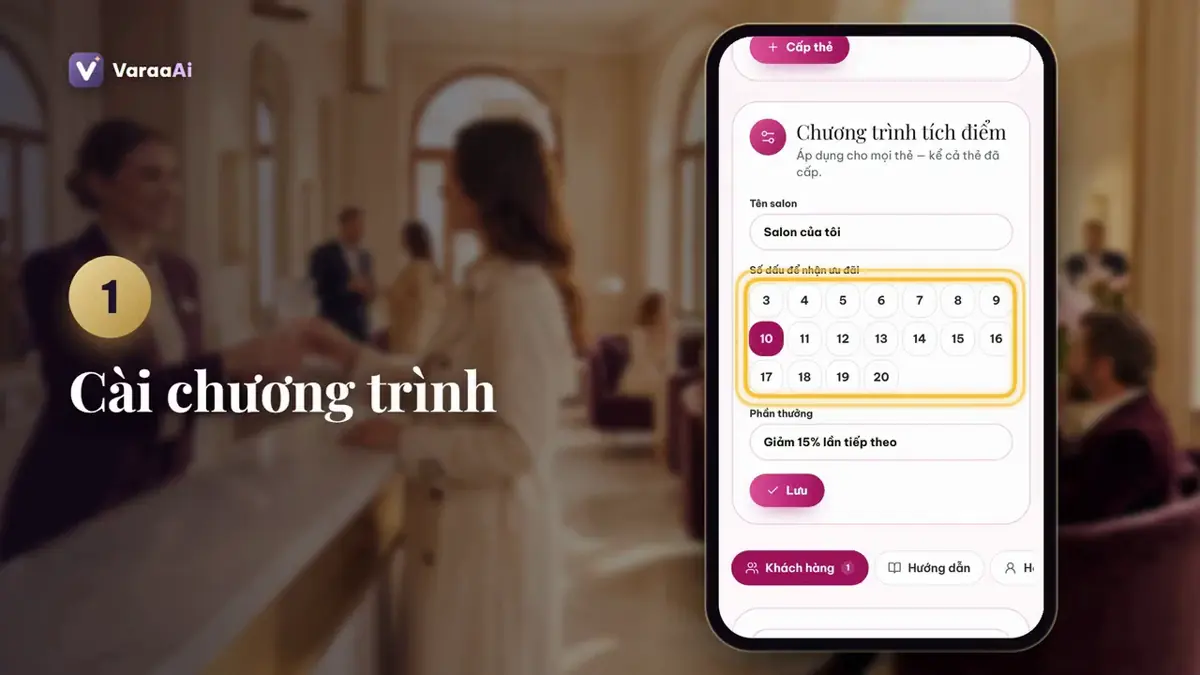 VaraaAi
1
Cài chương trình
+ Cấp thẻ
Chương trình tích điểm
Áp dụng cho mọi thẻ — kể cả thẻ đã
cấp.
Tên salon
Salon của tôi
Số dấu để nhận ưu đãi
3 4 5 6 7 8 9
10 11 12 13 14 15 16
17 18 19 20
Phần thưởng
Giảm 15% lần tiếp theo
Lưu
Khách hàng 1 Hướng dẫn